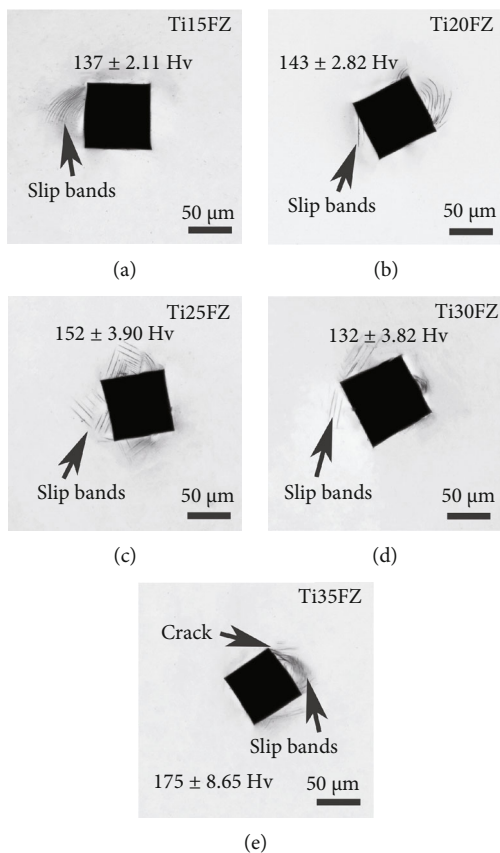 Ti15FZ
137 ± 2.11 Hv
Slip bands
50 μm
(a)
Ti20FZ
143 ± 2.82 Hv
Slip bands
50 μm
(b)
Ti25FZ
152 ± 3.90 Hv
Slip bands
50 μm
(c)
Ti30FZ
132 ± 3.82 Hv
Slip bands
50 μm
(d)
Ti35FZ
Crack
Slip bands
175 ± 8.65 Hv
50 μm
(e)